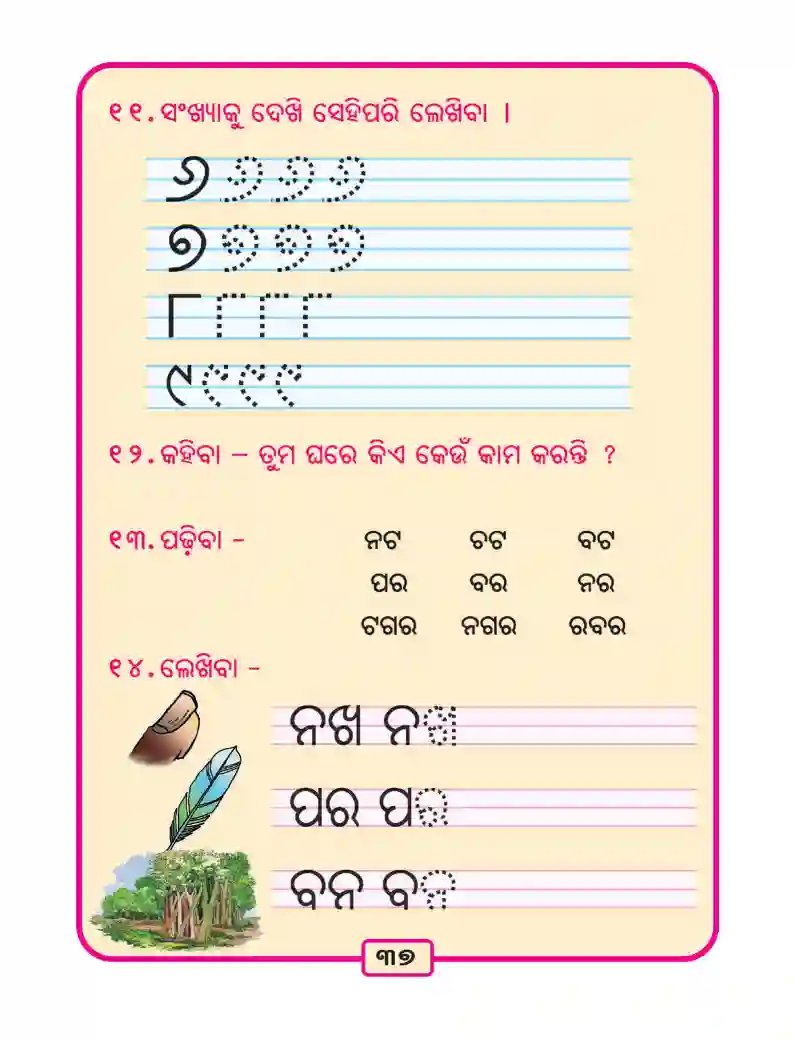 ୧୧. ସଂଖ୍ୟାକୁ ଦେଖି ସେହିପରି ଲେଖିବା ।
୬ ୬ ୬ ୬
୭ ୭ ୭ ୭
୮ ୮ ୮ ୮
୯ ୯ ୯ ୯
୧୨. କହିବା – ତୁମ ଘରେ କିଏ କେଉଁ କାମ କରନ୍ତି ?
୧୩. ପଢ଼ିବା – ନଟ ଚଟ ବଟ
ପର ବର ନର
ଟଗର ନଗର ରବର
୧୪. ଲେଖିବା –
ନଖ ନଖ
ପର ପର
ବନ ବନ
୩୭